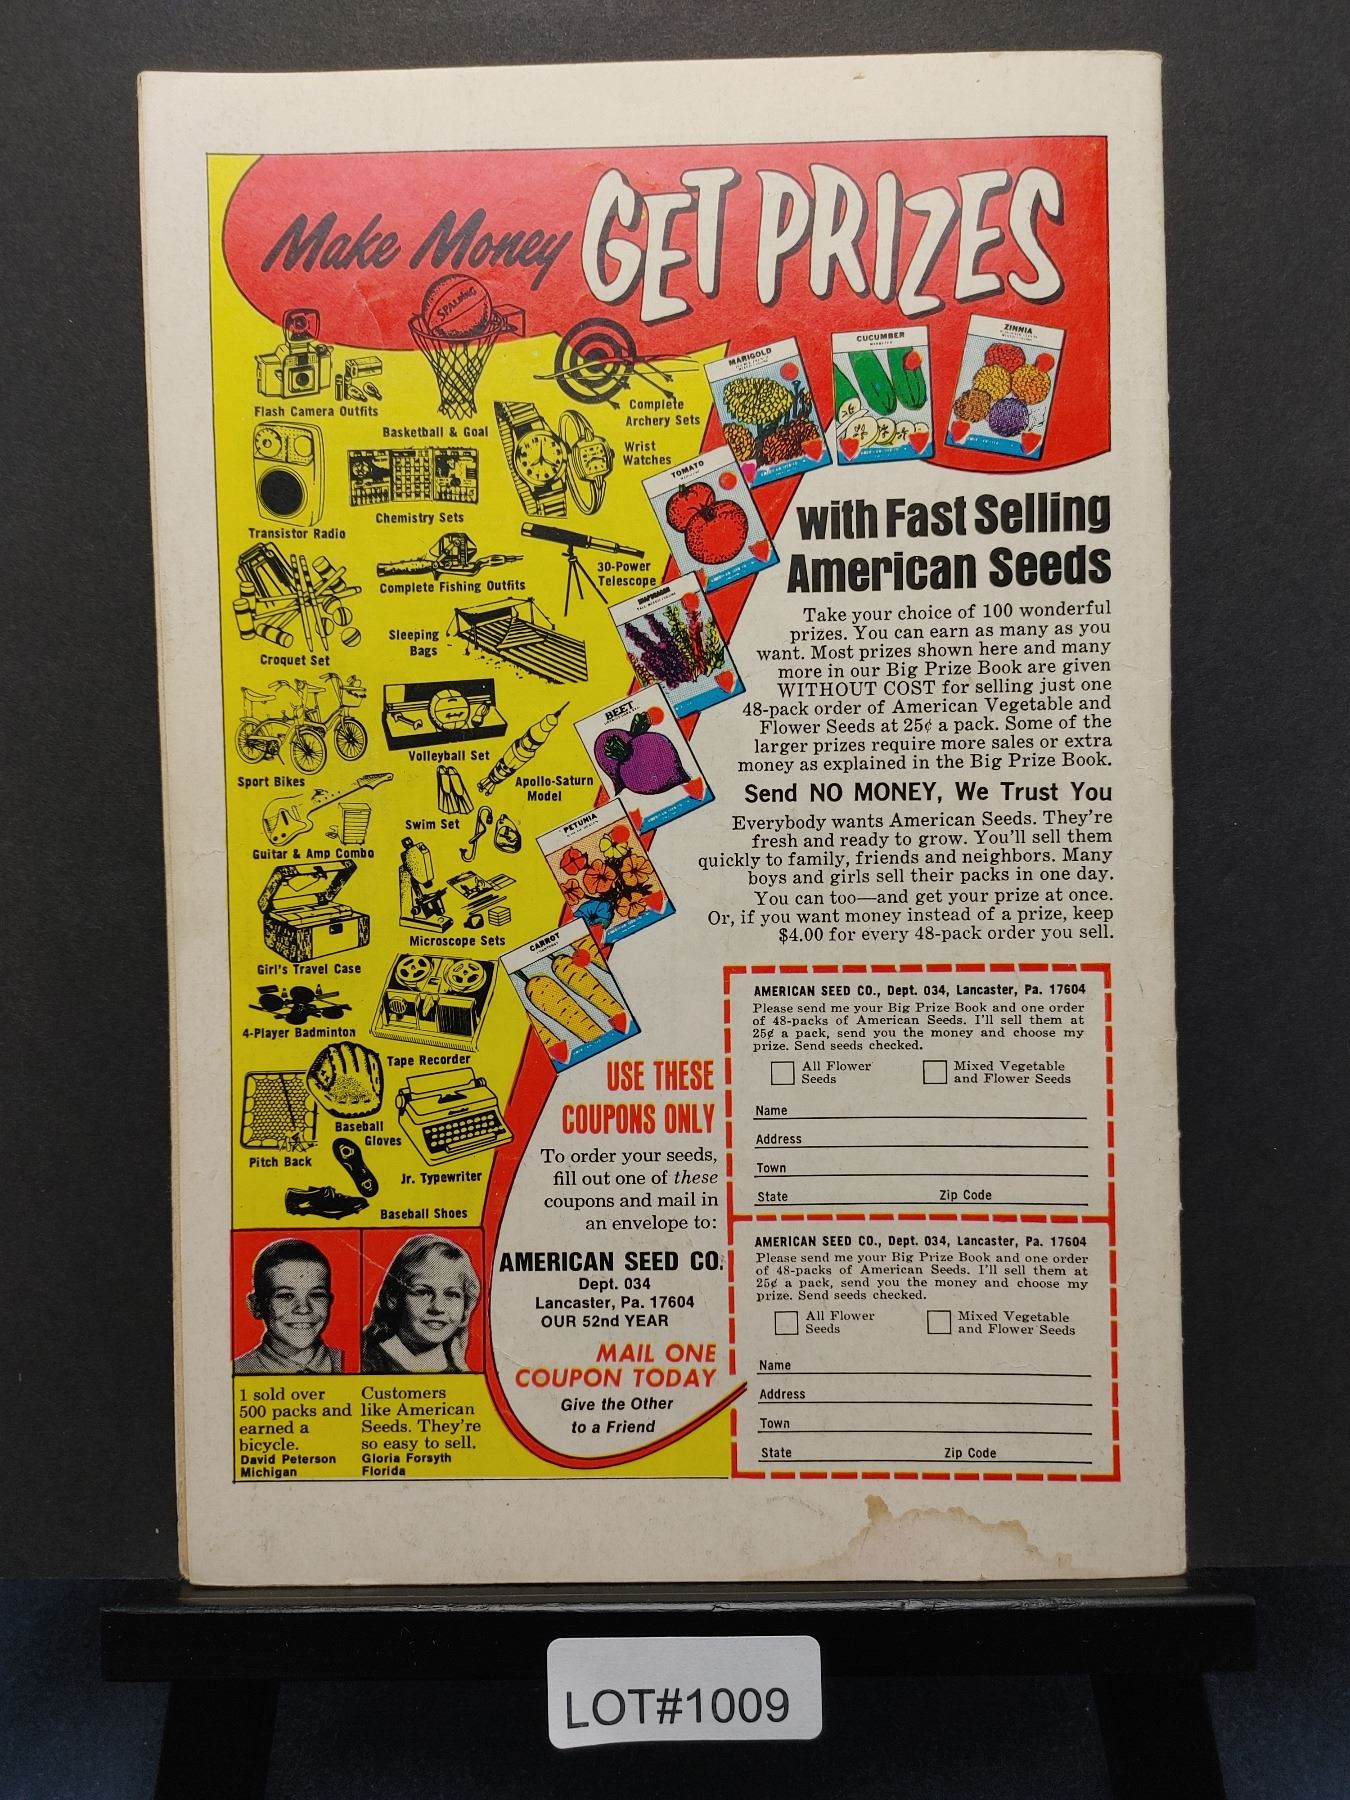 Make Money GET PRIZES
SPALDING
Flash Camera Outfits
Basketball & Goal
Complete
Archery Sets
Wrist
Watches
Transistor Radio
Chemistry Sets
Complete Fishing Outfits
30-Power
Telescope
Croquet Set
Sleeping
Bags
Sport Bikes
Volleyball Set
Apollo-Saturn
Model
Guitar & Amp Combo
Swim Set
Girl's Travel Case
Microscope Sets
4-Player Badminton
Tape Recorder
Baseball
Gloves
Pitch Back
Jr. Typewriter
Baseball Shoes
MARIGOLD
CUCUMBER
ZINNIA
TOMATO
BEET
PETUNIA
CARROT
with Fast Selling
American Seeds
Take your choice of 100 wonderful
prizes. You can earn as many as you
want. Most prizes shown here and many
more in our Big Prize Book are given
WITHOUT COST for selling just one
48-pack order of American Vegetable and
Flower Seeds at 25¢ a pack. Some of the
larger prizes require more sales or extra
money as explained in the Big Prize Book.
Send NO MONEY, We Trust You
Everybody wants American Seeds. They're
fresh and ready to grow. You'll sell them
quickly to family, friends and neighbors. Many
boys and girls sell their packs in one day.
You can too—and get your prize at once.
Or, if you want money instead of a prize, keep
$4.00 for every 48-pack order you sell.
USE THESE
COUPONS ONLY
To order your seeds,
fill out one of these
coupons and mail in
an envelope to:
AMERICAN SEED CO.
Dept. 034
Lancaster, Pa. 17604
OUR 52nd YEAR
MAIL ONE
COUPON TODAY
Give the Other
to a Friend
1 sold over
500 packs and
earned a
bicycle.
David Peterson
Michigan
Customers
like American
Seeds. They're
so easy to sell.
Gloria Forsyth
Florida
AMERICAN SEED CO., Dept. 034, Lancaster, Pa. 17604
Please send me your Big Prize Book and one order
of 48-packs of American Seeds. I'll sell them at
25¢ a pack, send you the money and choose my
prize. Send seeds checked.
All Flower
Seeds
Mixed Vegetable
and Flower Seeds
Name
Address
Town
State Zip Code
AMERICAN SEED CO., Dept. 034, Lancaster, Pa. 17604
Please send me your Big Prize Book and one order
of 48-packs of American Seeds. I'll sell them at
25¢ a pack, send you the money and choose my
prize. Send seeds checked.
All Flower
Seeds
Mixed Vegetable
and Flower Seeds
Name
Address
Town
State Zip Code
LOT#1009